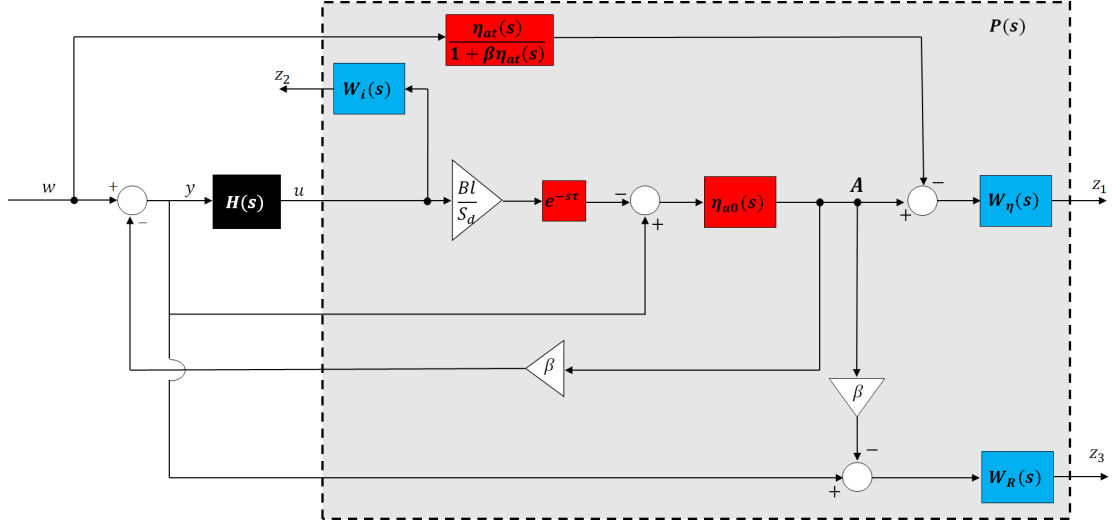 η_at(s)
1 + βη_at(s)
P(s)
z_2
W_i(s)
w
+
−
y
H(s)
u
Bl
S_d
e^−sτ
−
+
η_a0(s)
A
+
−
W_η(s)
z_1
β
β
−
+
W_R(s)
z_3